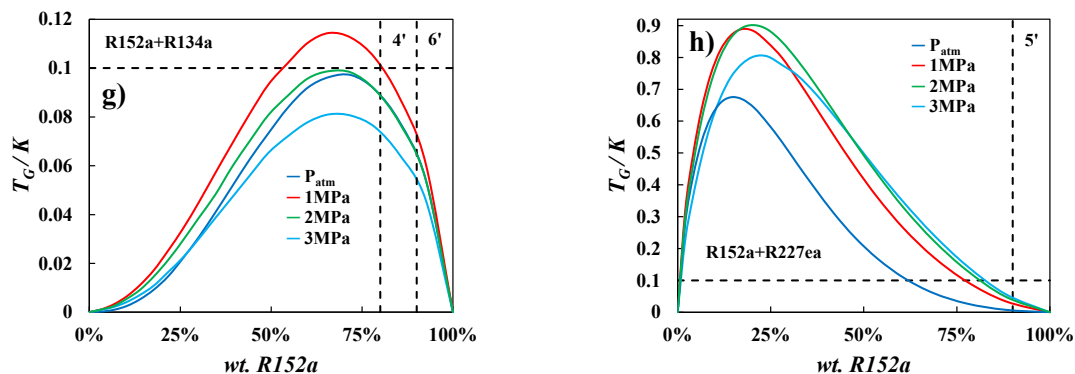 0.12
R152a+R134a
4'
6'
0.1
g)
0.08
0.06
0.04
0.02
0
T_G / K
P_atm
1MPa
2MPa
3MPa
0%
25%
50%
75%
100%
wt. R152a
0.9
h)
5'
0.8
0.7
0.6
0.5
0.4
0.3
0.2
0.1
0
T_G / K
P_atm
1MPa
2MPa
3MPa
R152a+R227ea
0%
25%
50%
75%
100%
wt. R152a